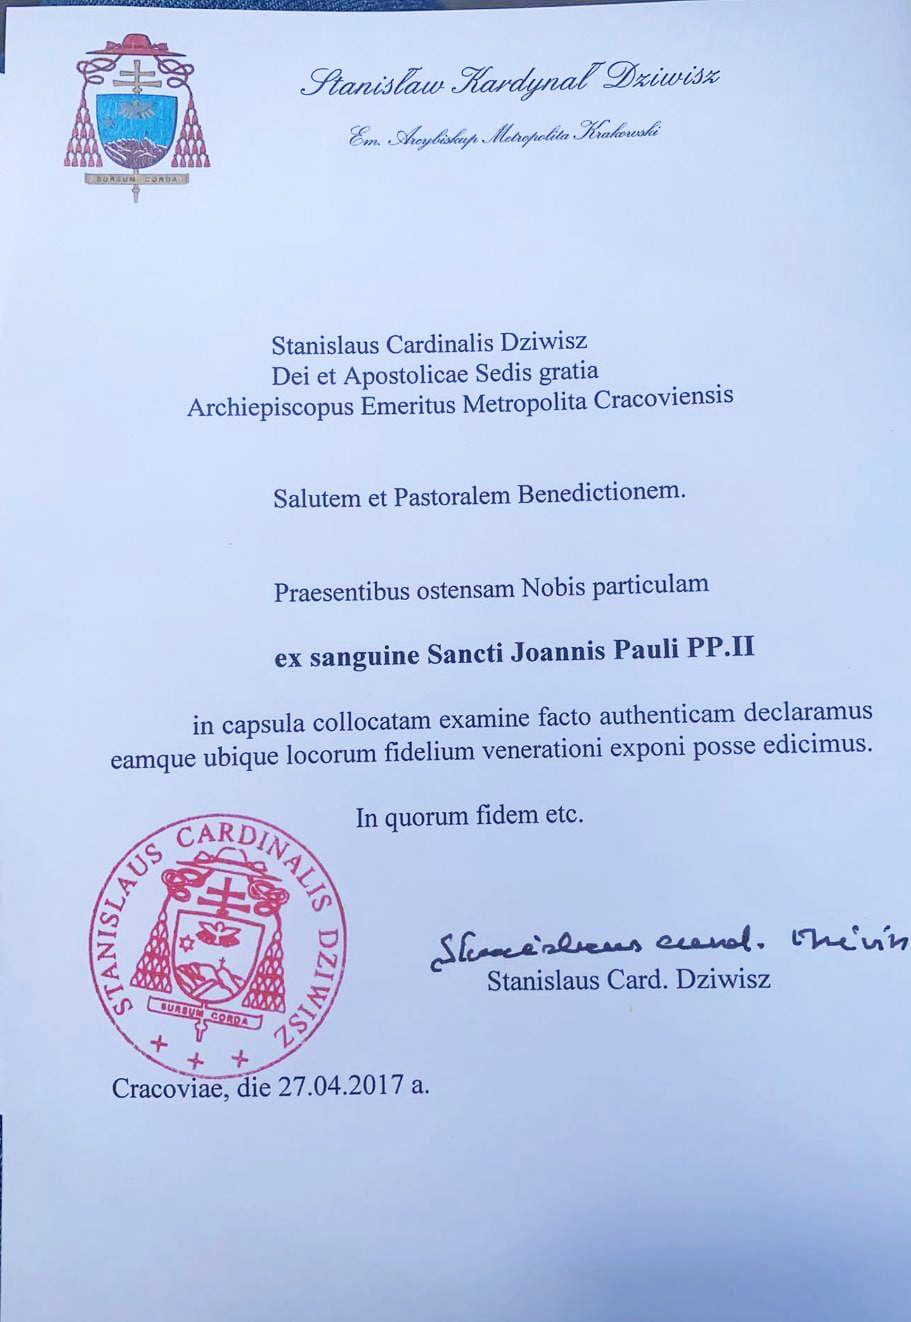 Stanisław Kardynał Dziwisz
Em. Arcybiskup Metropolita Krakowski
SURSUM CORDA
Stanislaus Cardinalis Dziwisz
Dei et Apostolicae Sedis gratia
Archiepiscopus Emeritus Metropolita Cracoviensis
Salutem et Pastoralem Benedictionem.
Praesentibus ostensam Nobis particulam
ex sanguine Sancti Joannis Pauli PP.II
in capsula collocatam examine facto authenticam declaramus
eamque ubique locorum fidelium venerationi exponi posse edicimus.
In quorum fidem etc.
STANISLAUS CARDINALIS DZIWISZ
SURSUM CORDA
Stanislaus Card. Dziwisz
Stanislaus Card. Dziwisz
Cracoviae, die 27.04.2017 a.